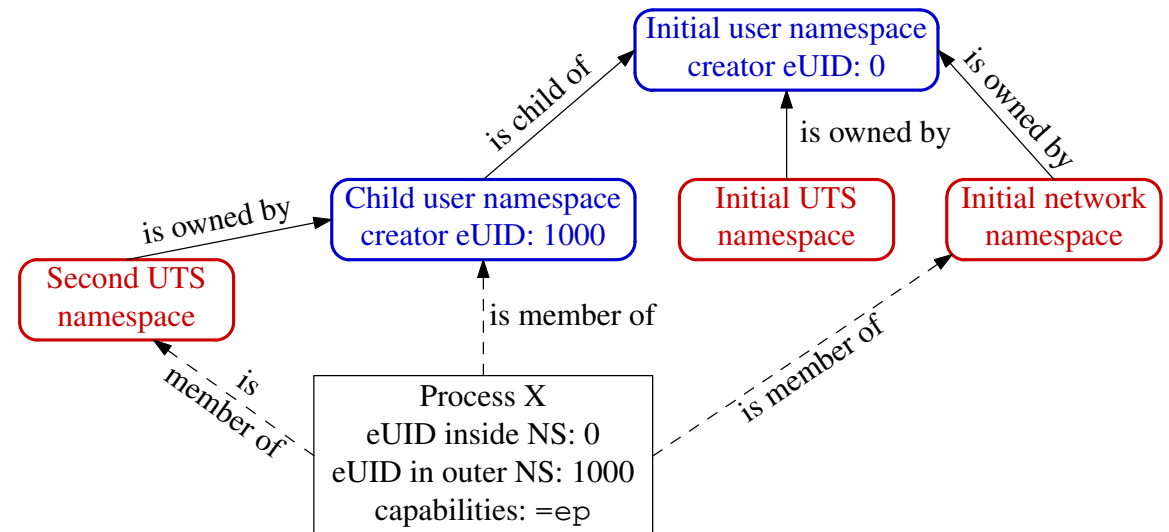 Initial user namespace
creator eUID: 0
is child of
is owned by
is owned by
Child user namespace
creator eUID: 1000
Initial UTS
namespace
Initial network
namespace
is owned by
Second UTS
namespace
is member of
is
member of
is member of
Process X
eUID inside NS: 0
eUID in outer NS: 1000
capabilities: =ep